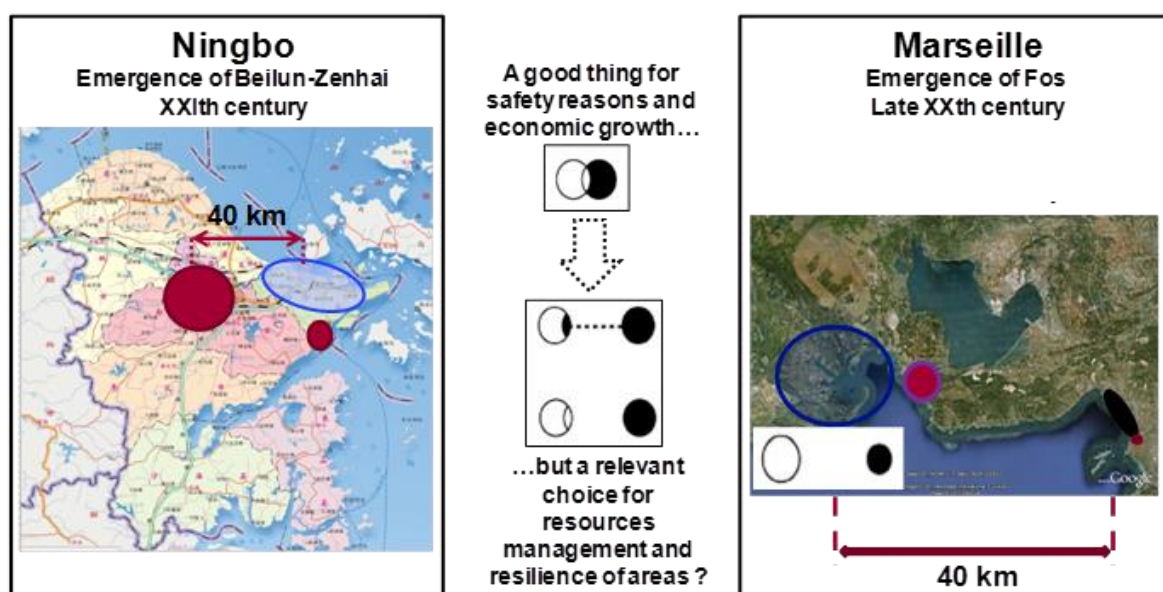 Ningbo
Emergence of Beilun-Zenhai
XXIth century
40 km
A good thing for
safety reasons and
economic growth…
…but a relevant
choice for
resources
management and
resilience of areas ?
Marseille
Emergence of Fos
Late XXth century
Google
40 km